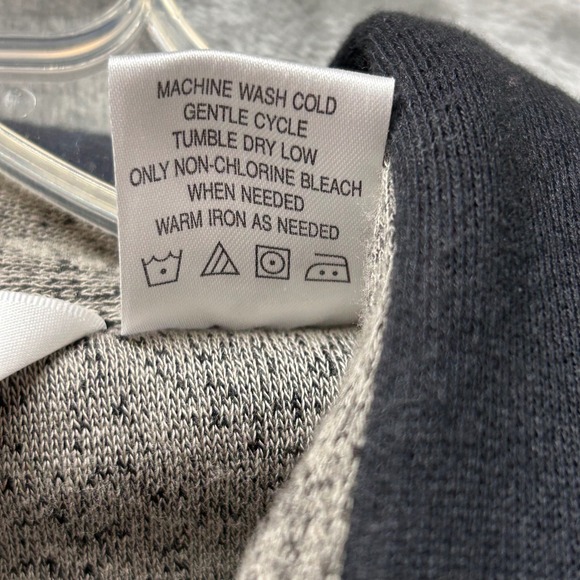 MACHINE WASH COLD
GENTLE CYCLE
TUMBLE DRY LOW
ONLY NON-CHLORINE BLEACH
WHEN NEEDED
WARM IRON AS NEEDED